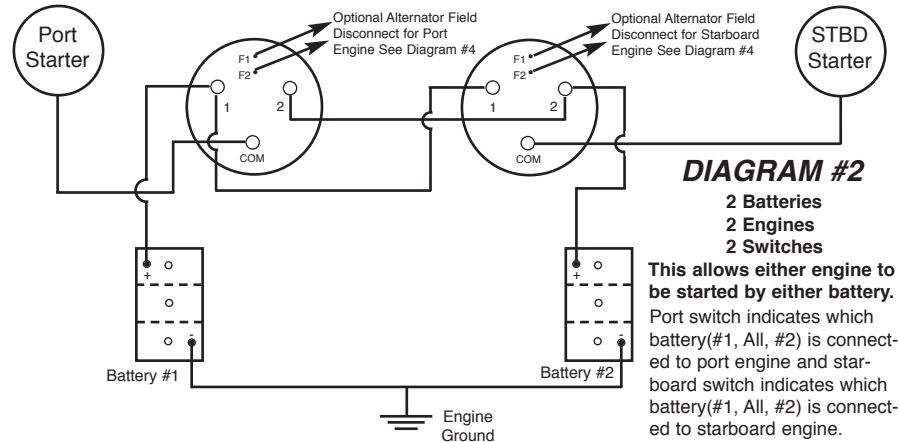 Port
Starter
Optional Alternator Field
Disconnect for Port
Engine See Diagram #4
F1
F2
1
2
COM
Optional Alternator Field
Disconnect for Starboard
Engine See Diagram #4
F1
F2
1
2
COM
STBD
Starter
DIAGRAM #2
2 Batteries
2 Engines
2 Switches
This allows either engine to
be started by either battery.
Port switch indicates which
battery(#1, All, #2) is connect-
ed to port engine and star-
board switch indicates which
battery(#1, All, #2) is connect-
ed to starboard engine.
+
-
Battery #1
+
-
Battery #2
Engine
Ground